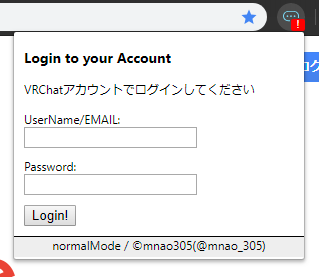 Login to your Account
VRChatアカウントでログインしてください
UserName/EMAIL:
Password:
Login!
normalMode / ©mnao305(@mnao_305)